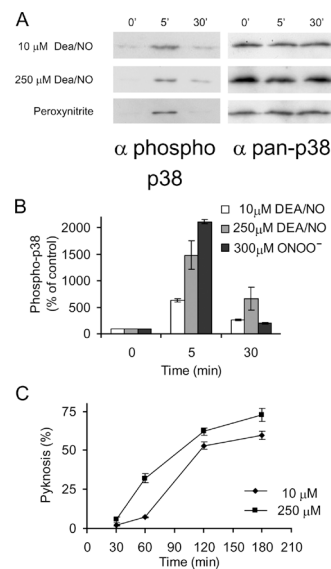 A
0' 5' 30' 0' 5' 30'
10 μM Dea/NO
250 μM Dea/NO
Peroxynitrite
α phospho p38
α pan-p38
B
Phospho-p38 (% of control)
2000
1500
1000
500
0
10μM DEA/NO
250μM DEA/NO
300μM ONOO⁻
0 5 30
Time (min)
C
Pyknosis (%)
75
50
25
0
10 μM
250 μM
0 30 60 90 120 150 180 210
Time (min)